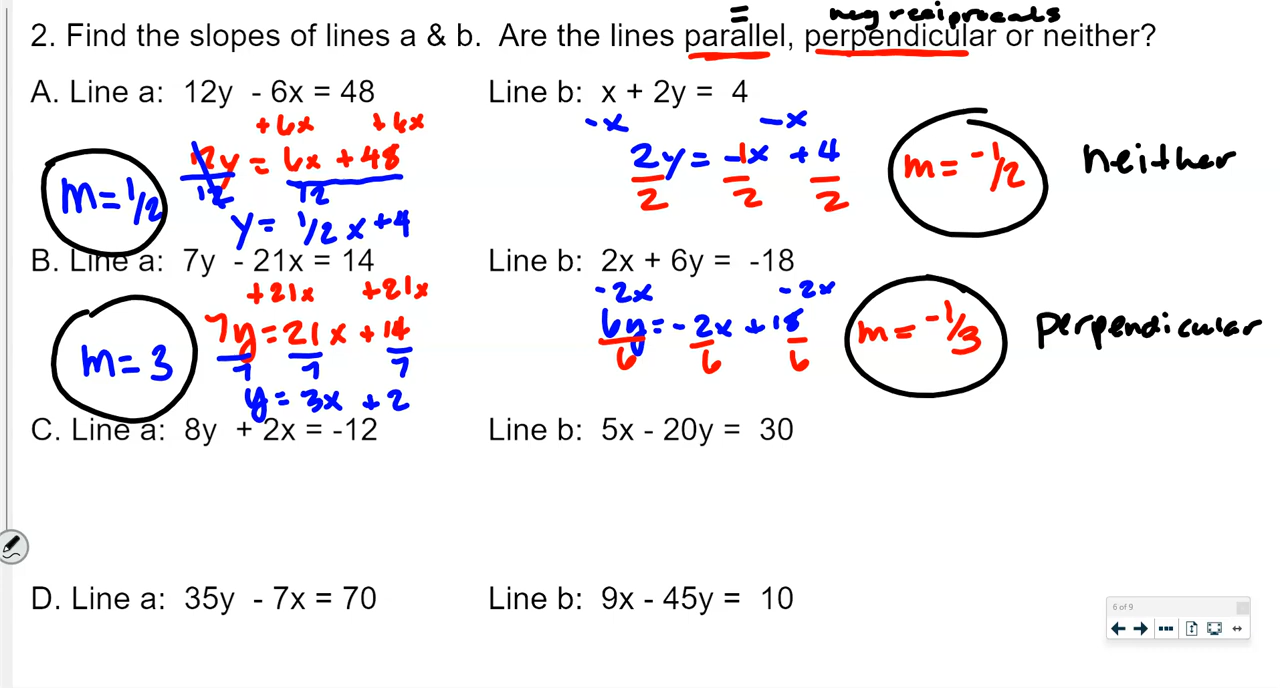 = neg reciprocals
2. Find the slopes of lines a & b. Are the lines parallel, perpendicular or neither?
A. Line a: 12y - 6x = 48 Line b: x + 2y = 4
+6x +6x -x -x
12y = 6x + 48 2y = -1x + 4 m = -1/2 neither
12 12 2 2 2
m = 1/2 y = 1/2 x + 4
B. Line a: 7y - 21x = 14 Line b: 2x + 6y = -18
+21x +21x -2x -2x
7y = 21x + 14 6y = -2x + 18 m = -1/3 perpendicular
7 7 7 6 6 6
m = 3 y = 3x + 2
C. Line a: 8y + 2x = -12 Line b: 5x - 20y = 30
D. Line a: 35y - 7x = 70 Line b: 9x - 45y = 10
6 of 9